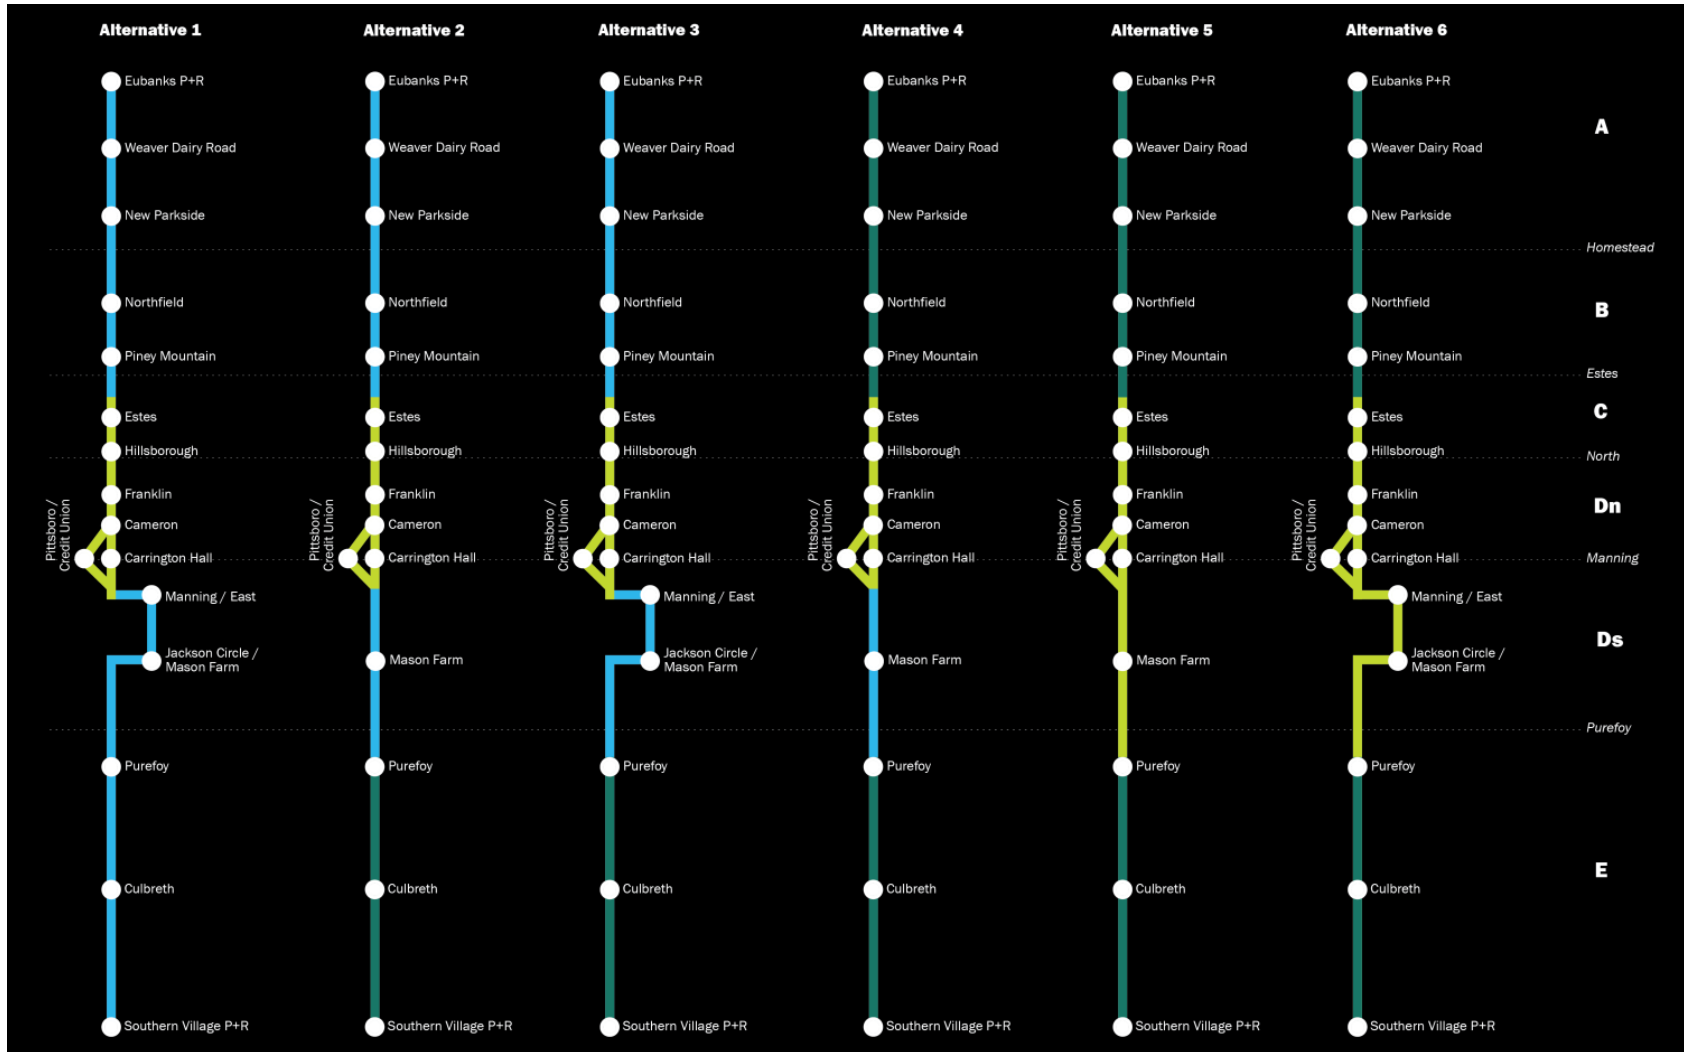 Alternative 1
Alternative 2
Alternative 3
Alternative 4
Alternative 5
Alternative 6
Eubanks P+R
Eubanks P+R
Eubanks P+R
Eubanks P+R
Eubanks P+R
Eubanks P+R
A
Weaver Dairy Road
Weaver Dairy Road
Weaver Dairy Road
Weaver Dairy Road
Weaver Dairy Road
Weaver Dairy Road
New Parkside
New Parkside
New Parkside
New Parkside
New Parkside
New Parkside
Homestead
Northfield
Northfield
Northfield
Northfield
Northfield
Northfield
B
Piney Mountain
Piney Mountain
Piney Mountain
Piney Mountain
Piney Mountain
Piney Mountain
Estes
Estes
Estes
Estes
Estes
Estes
Estes
C
Hillsborough
Hillsborough
Hillsborough
Hillsborough
Hillsborough
Hillsborough
North
Franklin
Franklin
Franklin
Franklin
Franklin
Franklin
Dn
Pittsboro /
Credit Union
Pittsboro /
Credit Union
Pittsboro /
Credit Union
Pittsboro /
Credit Union
Pittsboro /
Credit Union
Pittsboro /
Credit Union
Cameron
Cameron
Cameron
Cameron
Cameron
Cameron
Carrington Hall
Carrington Hall
Carrington Hall
Carrington Hall
Carrington Hall
Carrington Hall
Manning
Manning / East
Manning / East
Manning / East
Ds
Jackson Circle /
Mason Farm
Mason Farm
Jackson Circle /
Mason Farm
Mason Farm
Mason Farm
Jackson Circle /
Mason Farm
Purefoy
Purefoy
Purefoy
Purefoy
Purefoy
Purefoy
Purefoy
E
Culbreth
Culbreth
Culbreth
Culbreth
Culbreth
Culbreth
Southern Village P+R
Southern Village P+R
Southern Village P+R
Southern Village P+R
Southern Village P+R
Southern Village P+R